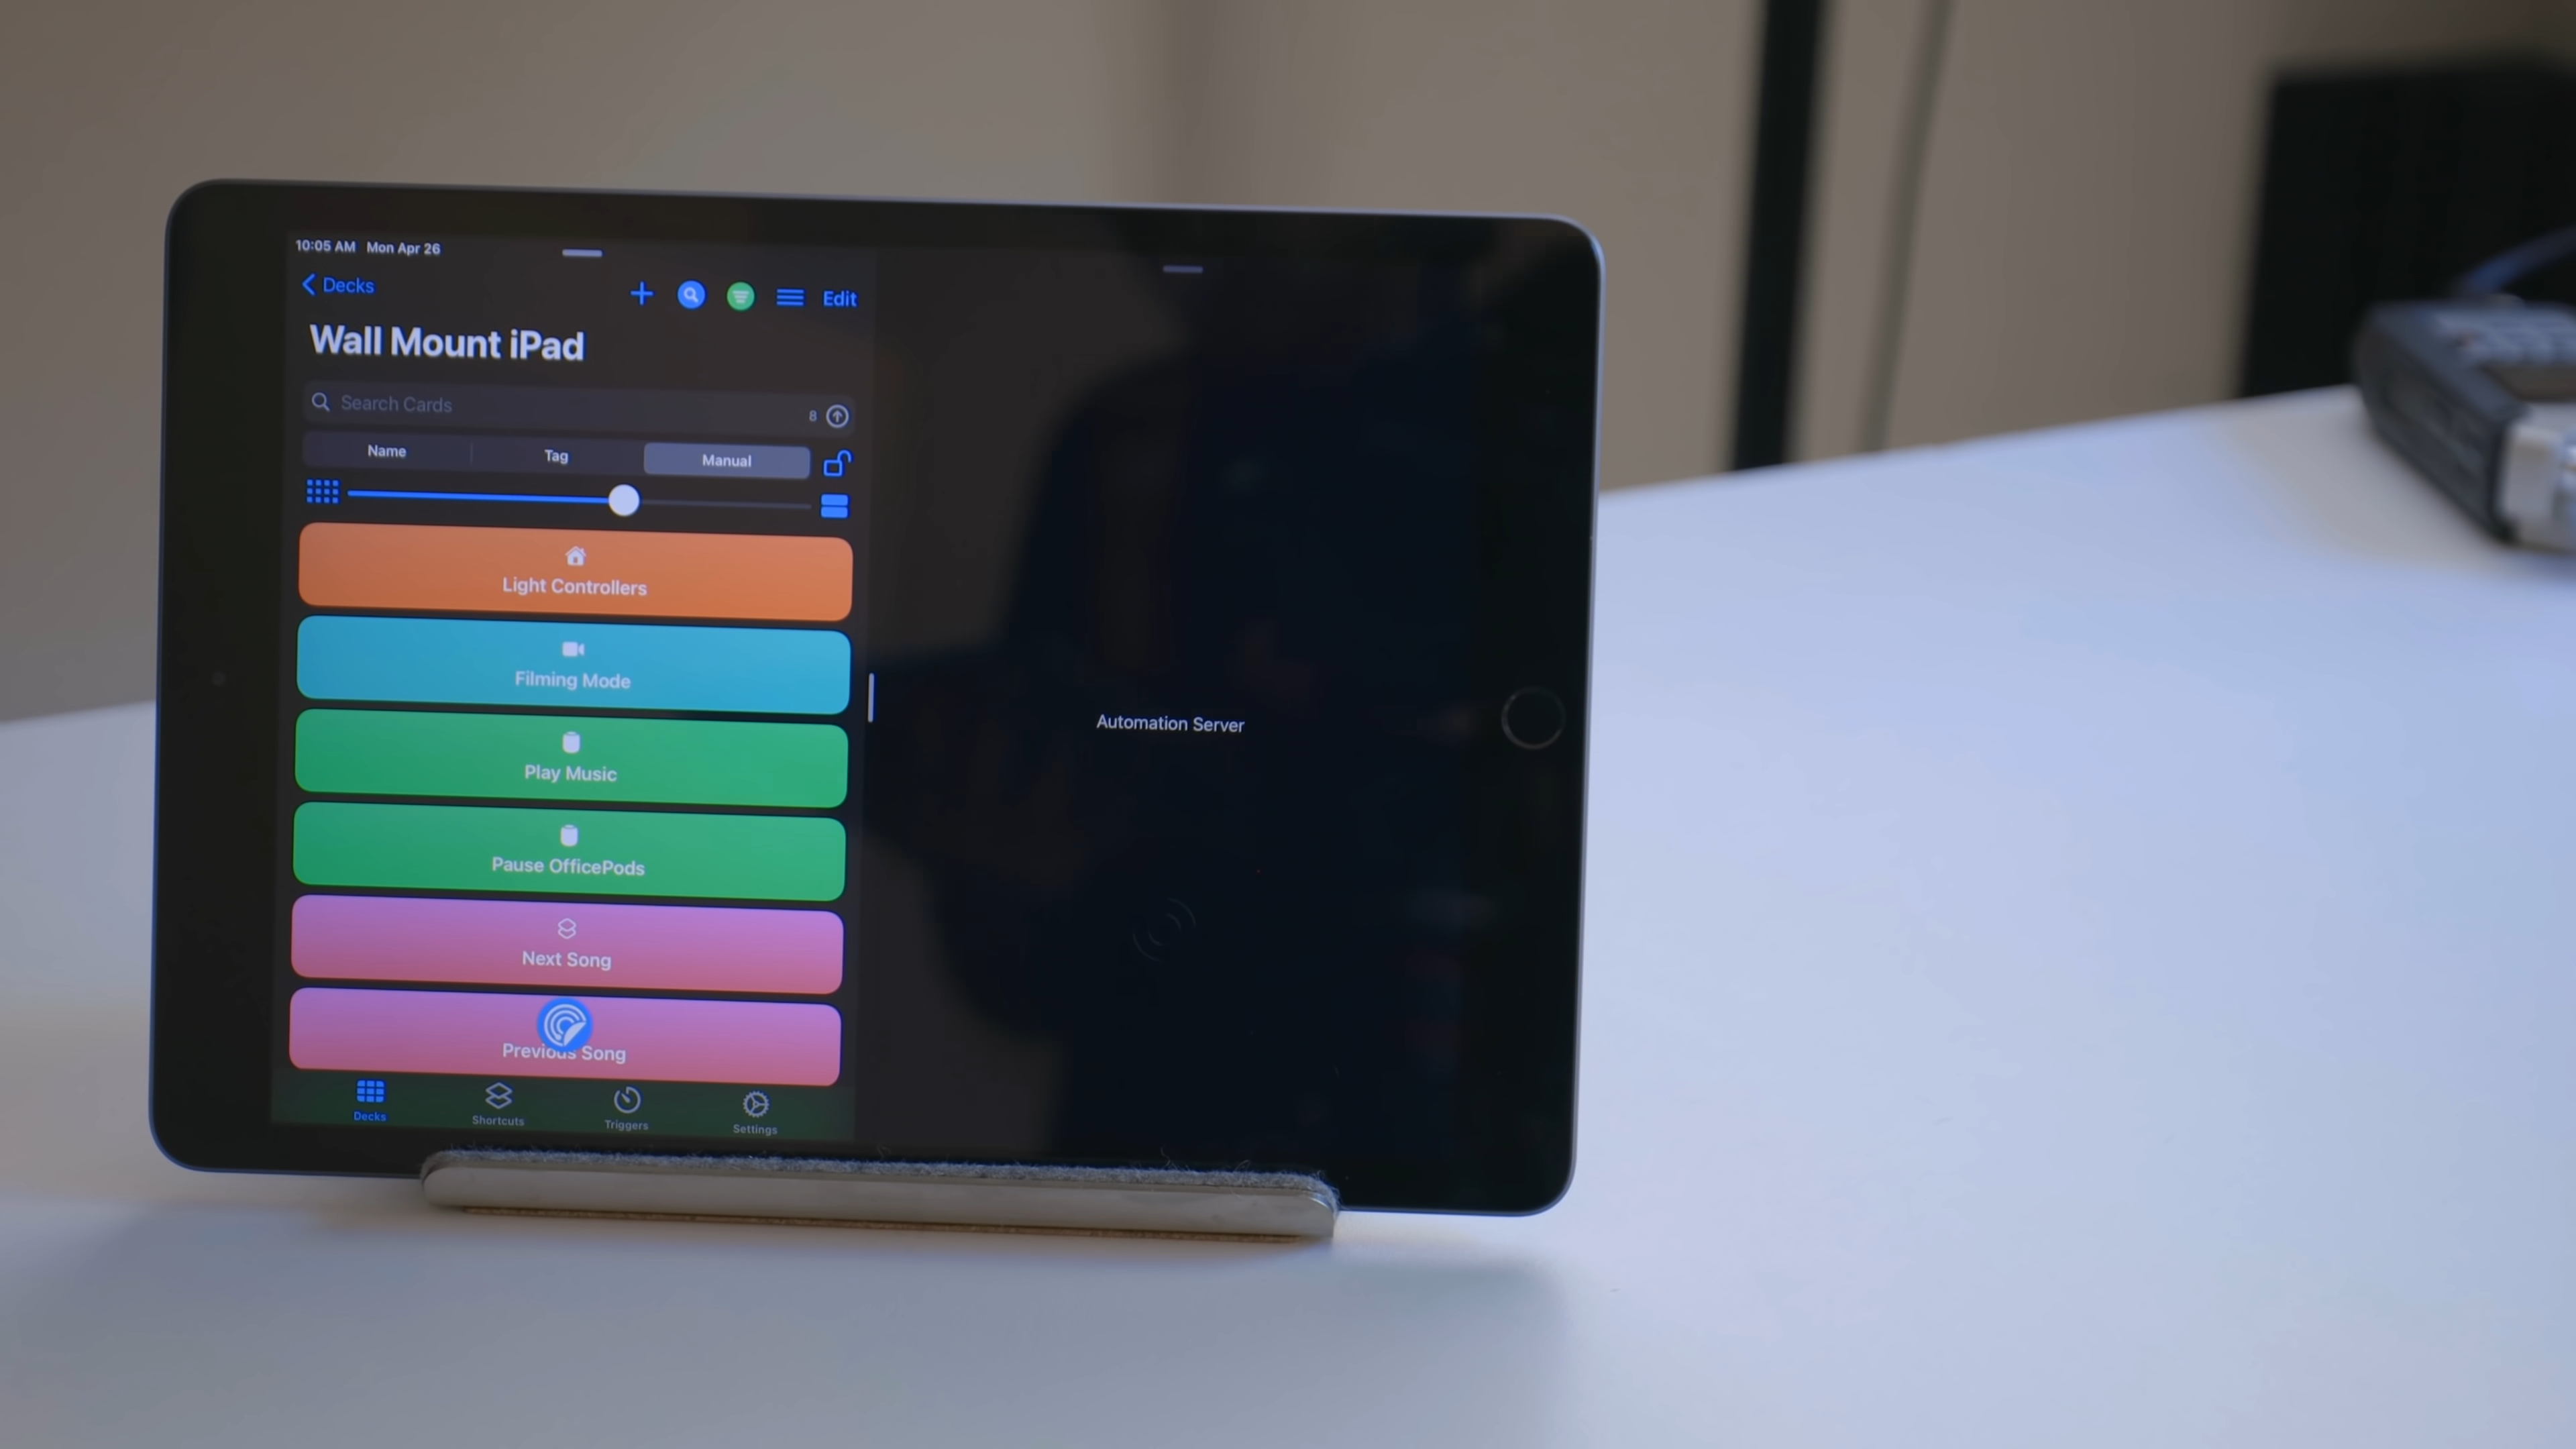 10:05 AM Mon Apr 26
Decks
Edit
Wall Mount iPad
Search Cards
8
Name
Tag
Manual
Light Controllers
Filming Mode
Play Music
Pause OfficePods
Next Song
Previous Song
Decks
Shortcuts
Triggers
Settings
Automation Server